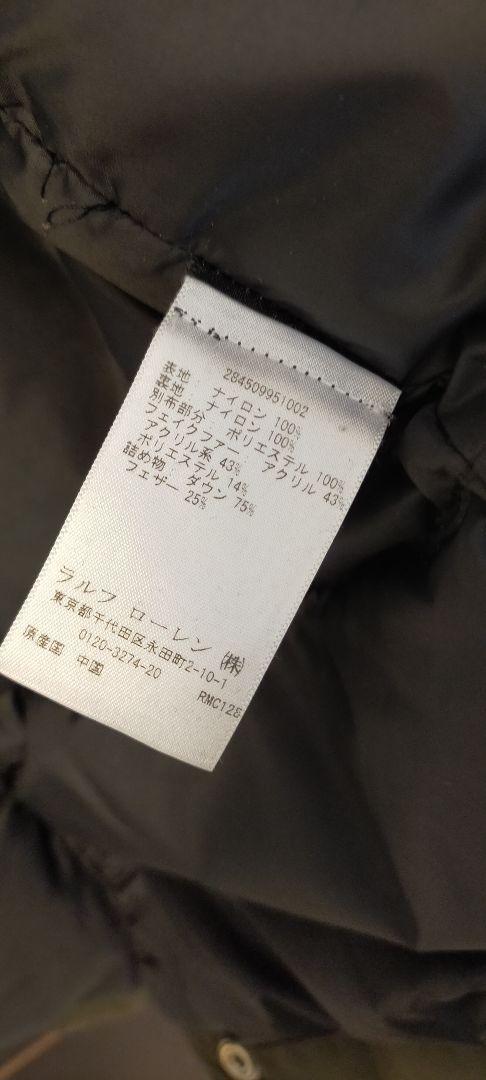 284509951002
表地 : ナイロン 100%
裏地 : ナイロン 100%
別布部分 : ポリエステル 100%
フェイクファー : アクリル 43%
アクリル系 43%
ポリエステル 14%
詰め物 : ダウン 75%
フェザー 25%
ラルフ ローレン ㈱
東京都千代田区永田町2-10-1
0120-3274-20
原産国 中国
RMC128